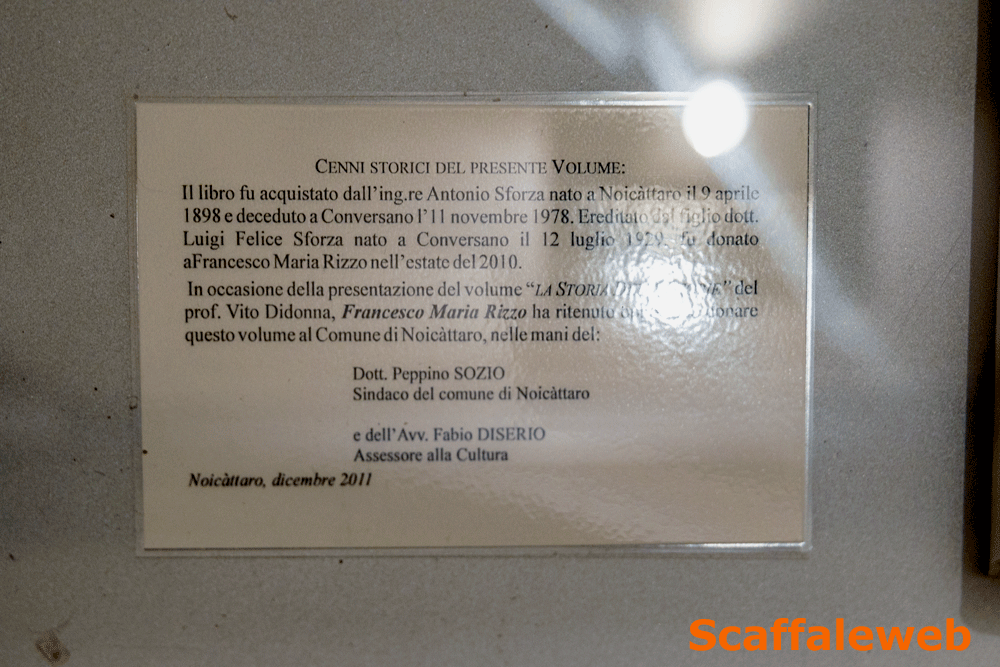 CENNI STORICI DEL PRESENTE VOLUME:
Il libro fu acquistato dall'ing.re Antonio Sforza nato a Noicàttaro il 9 aprile
1898 e deceduto a Conversano l'11 novembre 1978. Ereditato dal figlio dott.
Luigi Felice Sforza nato a Conversano il 12 luglio 1929, fu donato
aFrancesco Maria Rizzo nell'estate del 2010.
In occasione della presentazione del volume “LA STORIA" del
prof. Vito Didonna, Francesco Maria Rizzo ha ritenuto donare
questo volume al Comune di Noicàttaro, nelle mani del:
Dott. Peppino SOZIO
Sindaco del comune di Noicàttaro
e dell'Avv. Fabio DISERIO
Assessore alla Cultura
Noicàttaro, dicembre 2011
Scaffaleweb